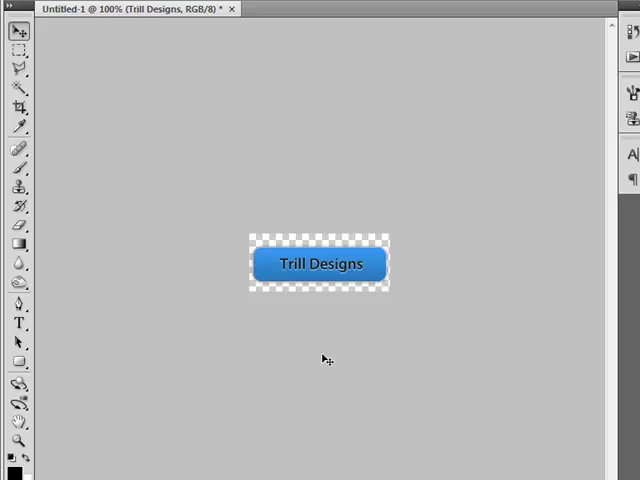 Untitled-1 @ 100% (Trill Designs, RGB/8) * ×
Trill Designs
T
A
¶